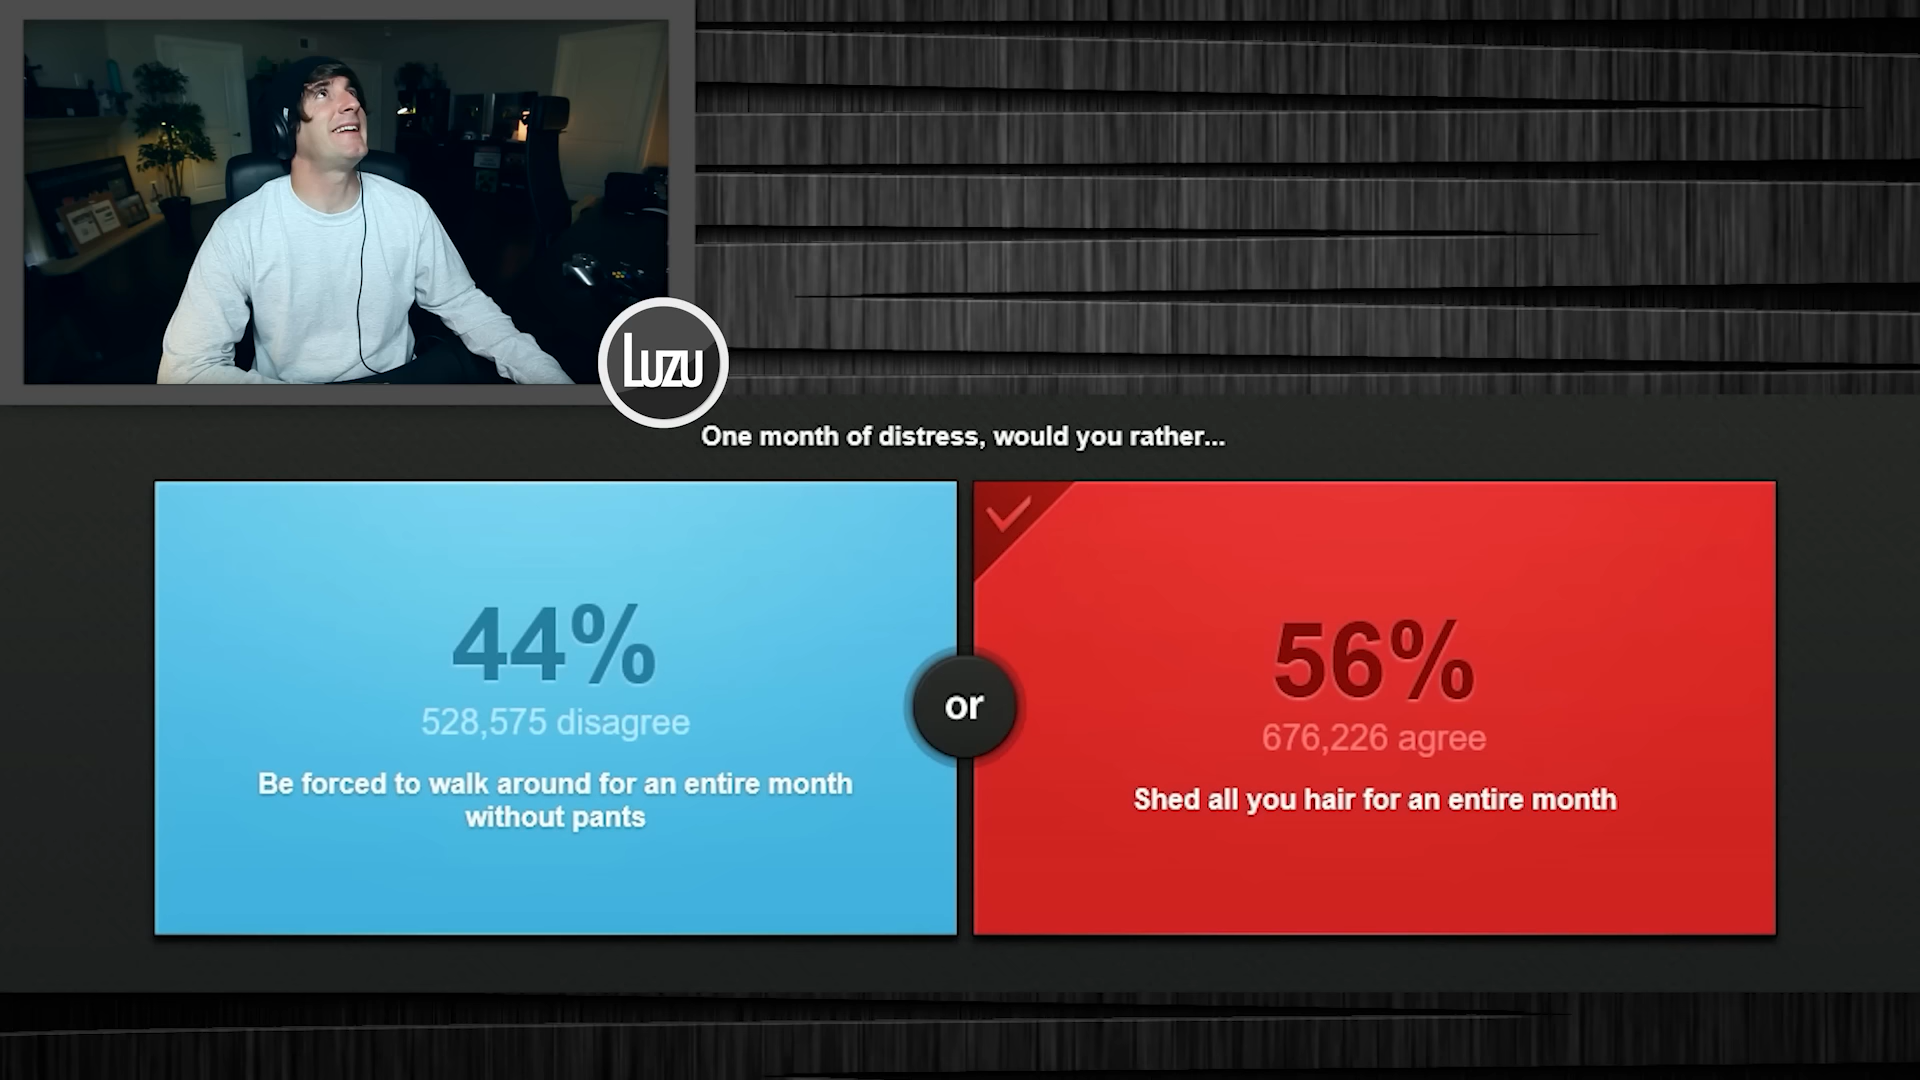 Luzu
One month of distress, would you rather...
44%
528,575 disagree
Be forced to walk around for an entire month
without pants
or
56%
676,226 agree
Shed all you hair for an entire month